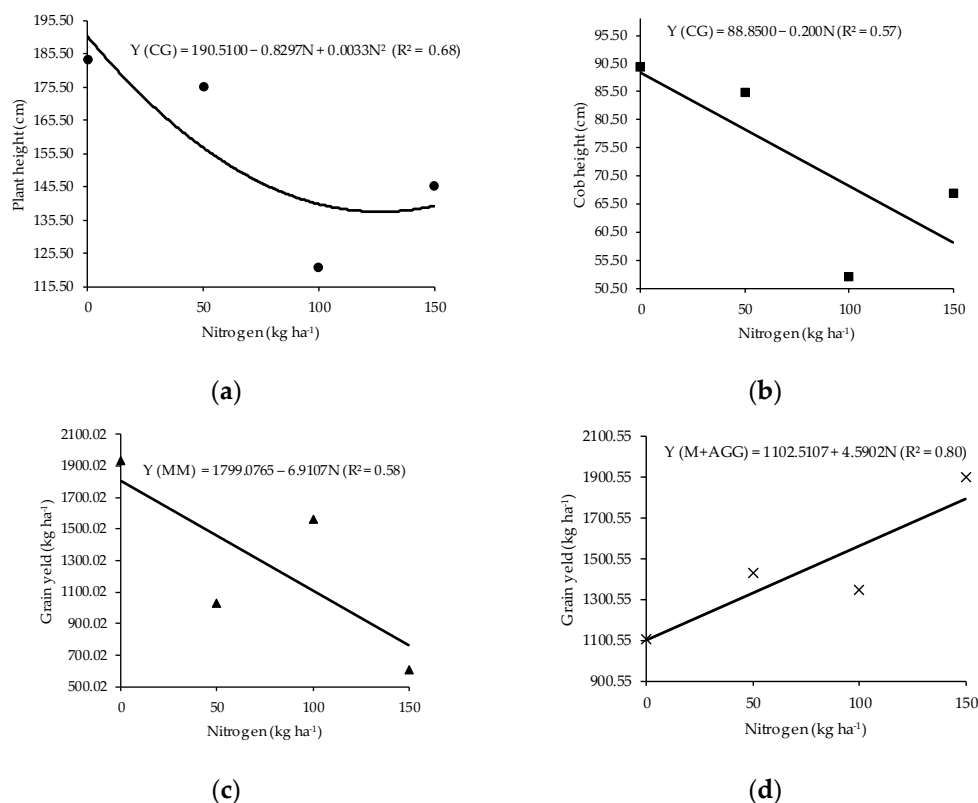 Y (CG) = 190.5100 − 0.8297N + 0.0033N² (R² = 0.68)
Plant height (cm)
195.50
185.50
175.50
165.50
155.50
145.50
135.50
125.50
115.50
0 50 100 150
Nitrogen (kg ha⁻¹)
(a)
Y (CG) = 88.8500 − 0.200N (R² = 0.57)
Cob height (cm)
95.50
90.50
85.50
80.50
75.50
70.50
65.50
60.50
55.50
50.50
0 50 100 150
Nitrogen (kg ha⁻¹)
(b)
Y (MM) = 1799.0765 − 6.9107N (R² = 0.58)
Grain yeld (kg ha⁻¹)
2100.02
1900.02
1700.02
1500.02
1300.02
1100.02
900.02
700.02
500.02
0 50 100 150
Nitrogen (kg ha⁻¹)
(c)
Y (M+AGG) = 1102.5107 + 4.5902N (R² = 0.80)
Grain yeld (kg ha⁻¹)
2100.55
1900.55
1700.55
1500.55
1300.55
1100.55
900.55
0 50 100 150
Nitrogen (kg ha⁻¹)
(d)